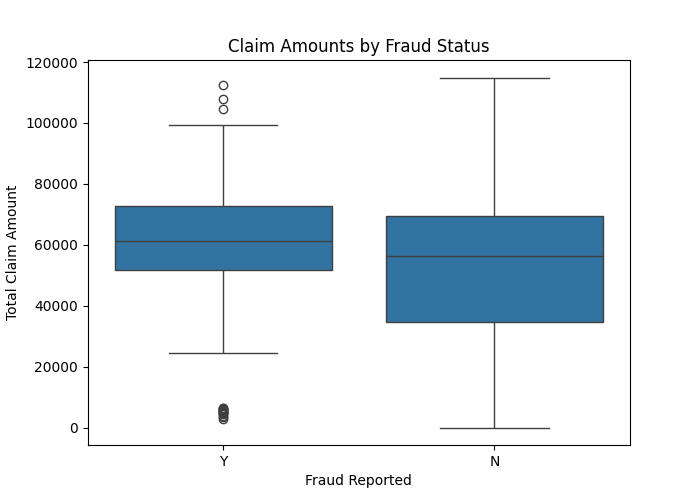 Claim Amounts by Fraud Status
120000
100000
80000
60000
40000
20000
0
Total Claim Amount
Y N
Fraud Reported